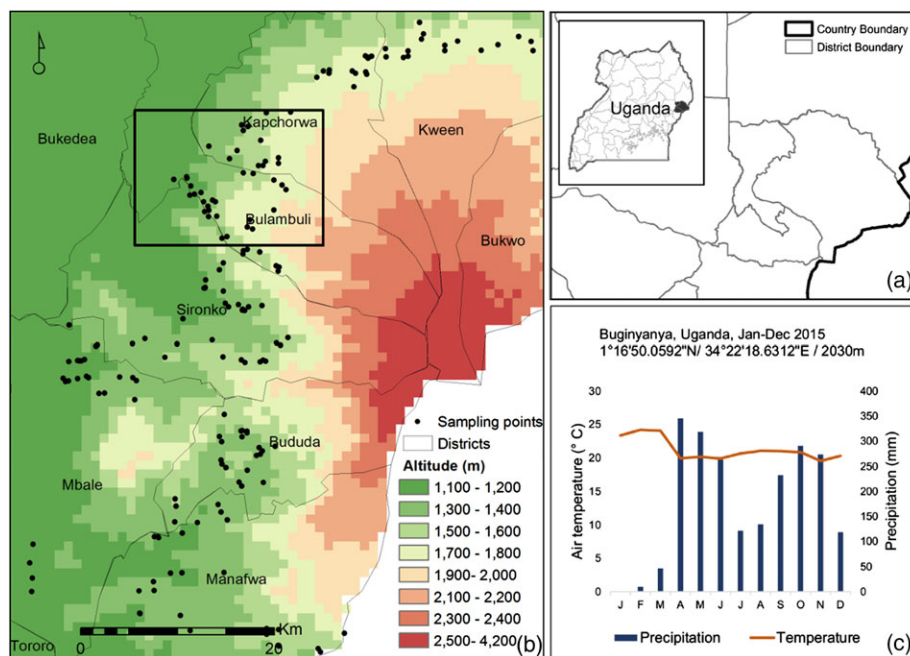 Bukedea
Kapchorwa
Kween
Bulambuli
Bukwo
Sironko
Bududa
Mbale
Manafwa
Tororo
0
20
Km
Sampling points
Districts
Altitude (m)
1,100 - 1,200
1,300 - 1,400
1,500 - 1,600
1,700 - 1,800
1,900- 2,000
2,100 - 2,200
2,300 - 2,400
2,500 - 4,200
(b)
Country Boundary
District Boundary
Uganda
(a)
Buginyanya, Uganda, Jan-Dec 2015
1°16'50.0592"N/ 34°22'18.6312"E / 2030m
Air temperature (° C)
30
25
20
15
10
5
0
Precipitation (mm)
400
350
300
250
200
150
100
50
0
J F M A M J J A S O N D
Precipitation Temperature
(c)